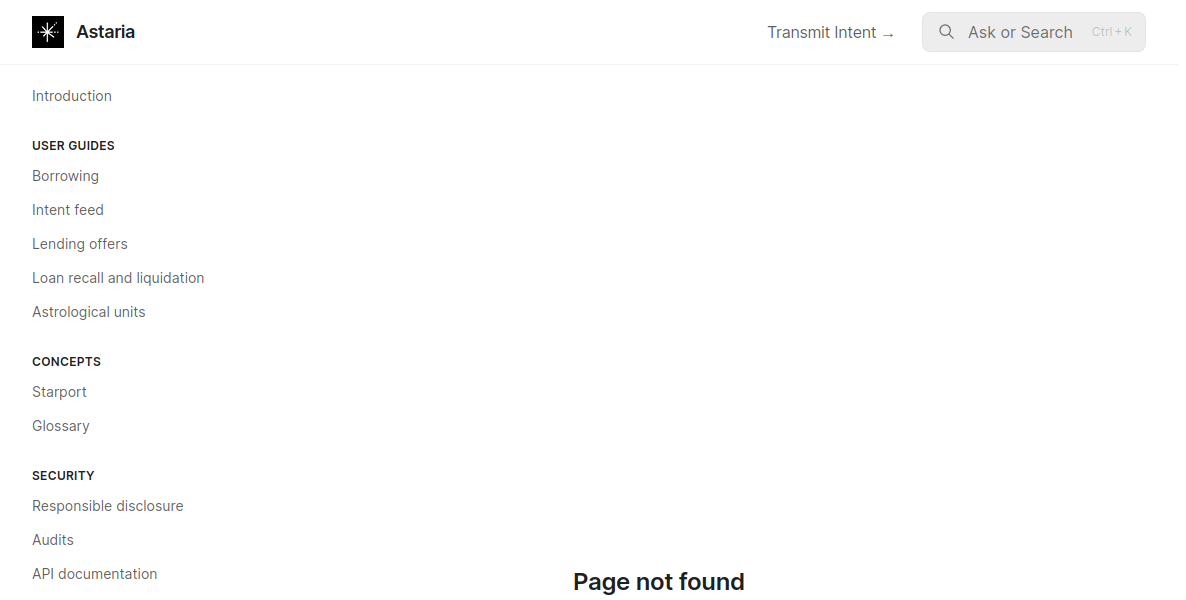 Astaria
Transmit Intent →
Ask or Search
Ctrl + K
Introduction
USER GUIDES
Borrowing
Intent feed
Lending offers
Loan recall and liquidation
Astrological units
CONCEPTS
Starport
Glossary
SECURITY
Responsible disclosure
Audits
API documentation
Page not found